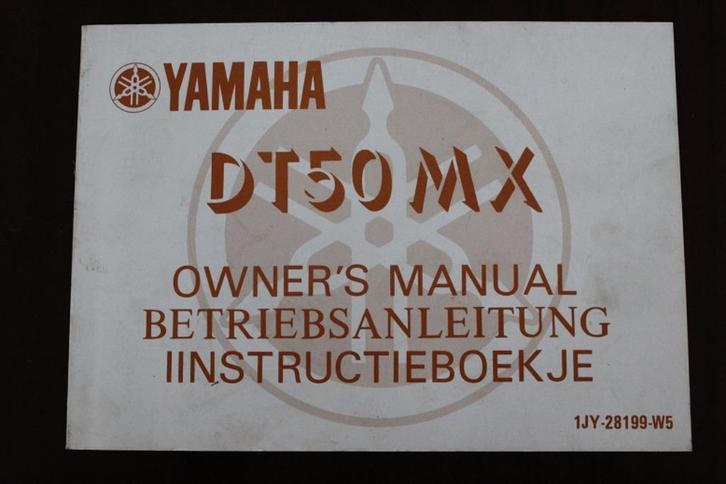 YAMAHA
DT50MX
OWNER'S MANUAL
BETRIEBSANLEITUNG
IINSTRUCTIEBOEKJE
1JY-28199-W5